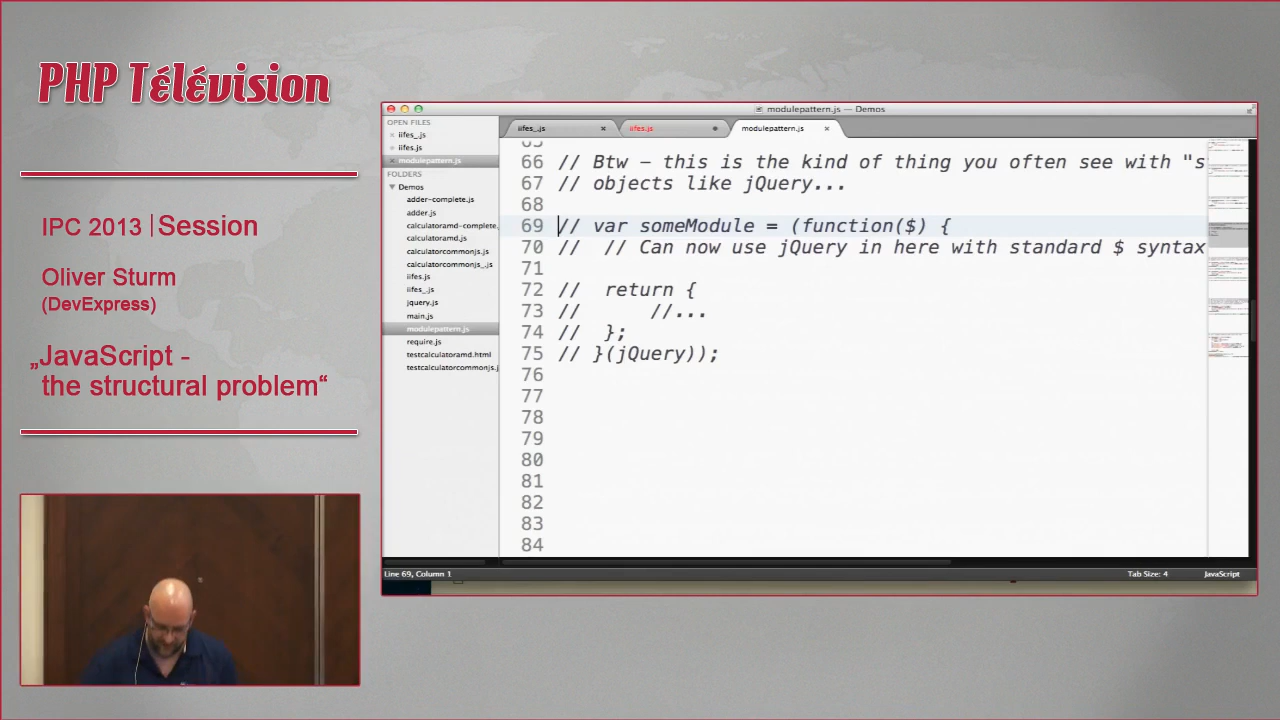 PHP Télévision
IPC 2013 | Session
Oliver Sturm
(DevExpress)
„JavaScript -
the structural problem“
modulepattern.js — Demos
OPEN FILES
iifes_.js
iifes.js
modulepattern.js
FOLDERS
Demos
adder-complete.js
adder.js
calculatoramd-complete.
calculatoramd.js
calculatorcommonjs.js
calculatorcommonjs_.js
iifes.js
iifes_.js
jquery.js
main.js
modulepattern.js
require.js
testcalculatoramd.html
testcalculatorcommonjs.j
iifes_.js × iifes.js • modulepattern.js ×
66 // Btw – this is the kind of thing you often see with "s
67 // objects like jQuery...
68
69 // var someModule = (function($) {
70 //  // Can now use jQuery in here with standard $ syntax
71
72 //  return {
73 //      //...
74 //  };
75 // }(jQuery));
76
77
78
79
80
81
82
83
84
Line 69, Column 1
Tab Size: 4 JavaScript